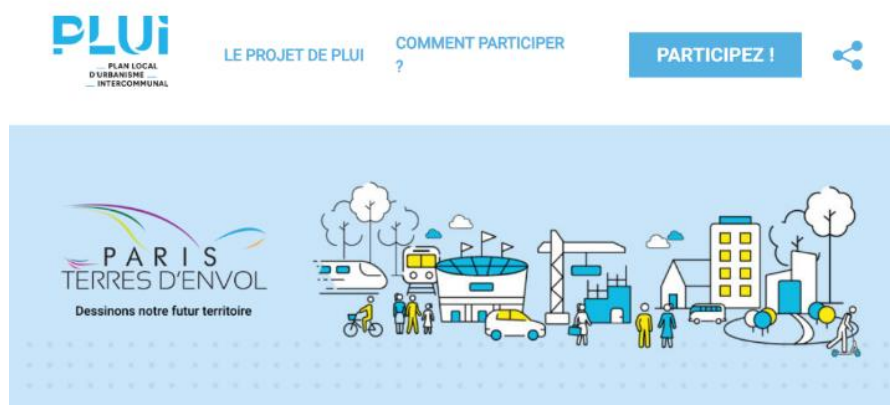 PLUi
PLAN LOCAL
D'URBANISME
INTERCOMMUNAL
LE PROJET DE PLUI
COMMENT PARTICIPER
?
PARTICIPEZ !
PARIS
TERRES D'ENVOL
Dessinons notre futur territoire